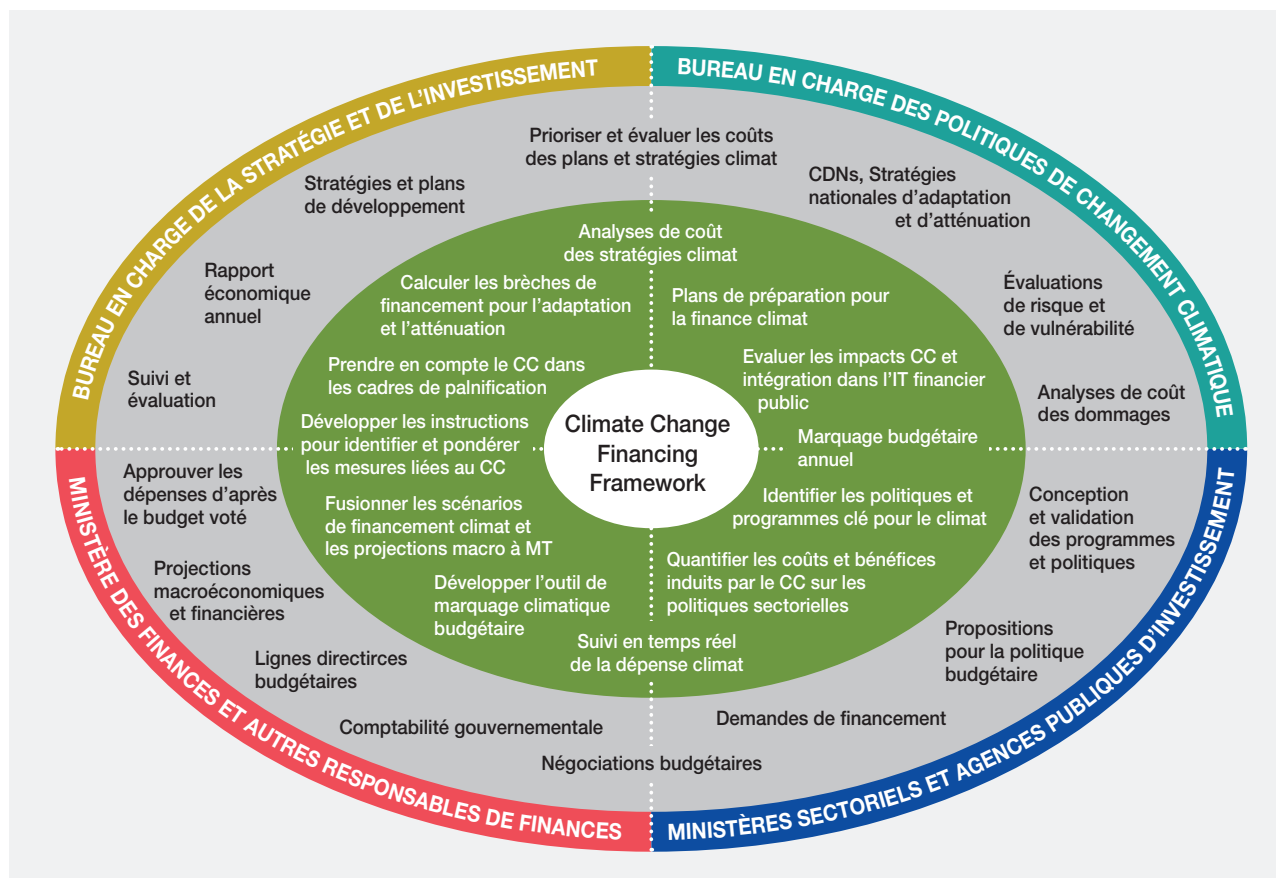 BUREAU EN CHARGE DE LA STRATÉGIE ET DE L'INVESTISSEMENT
BUREAU EN CHARGE DES POLITIQUES DE CHANGEMENT CLIMATIQUE
Prioriser et évaluer les coûts
des plans et stratégies climat
Stratégies et plans
de développement
Rapport
économique
annuel
Suivi et
évaluation
CDNs, Stratégies
nationales d'adaptation
et d'atténuation
Évaluations
de risque et
de vulnérabilité
Analyses de coût
des dommages
Analyses de coût
des stratégies climat
Calculer les brèches de
financement pour l'adaptation
et l'atténuation
Prendre en compte le CC dans
les cadres de palnification
Développer les instructions
pour identifier et pondérer
les mesures liées au CC
Plans de préparation pour
la finance climat
Evaluer les impacts CC et
intégration dans l'IT financier
public
Marquage budgétaire
annuel
Climate Change
Financing
Framework
Fusionner les scénarios
de financement climat et
les projections macro à MT
Développer l'outil de
marquage climatique
budgétaire
Identifier les politiques et
programmes clé pour le climat
Quantifier les coûts et bénéfices
induits par le CC sur les
politiques sectorielles
Suivi en temps réel
de la dépense climat
Approuver les
dépenses d'après
le budget voté
Projections
macroéconomiques
et financières
Lignes directirces
budgétaires
Comptabilité gouvernementale
Conception
et validation
des programmes
et politiques
Propositions
pour la politique
budgétaire
Demandes de financement
Négociations budgétaires
MINISTÈRE DES FINANCES ET AUTRES RESPONSABLES DE FINANCES
MINISTÈRES SECTORIELS ET AGENCES PUBLIQUES D'INVESTISSEMENT